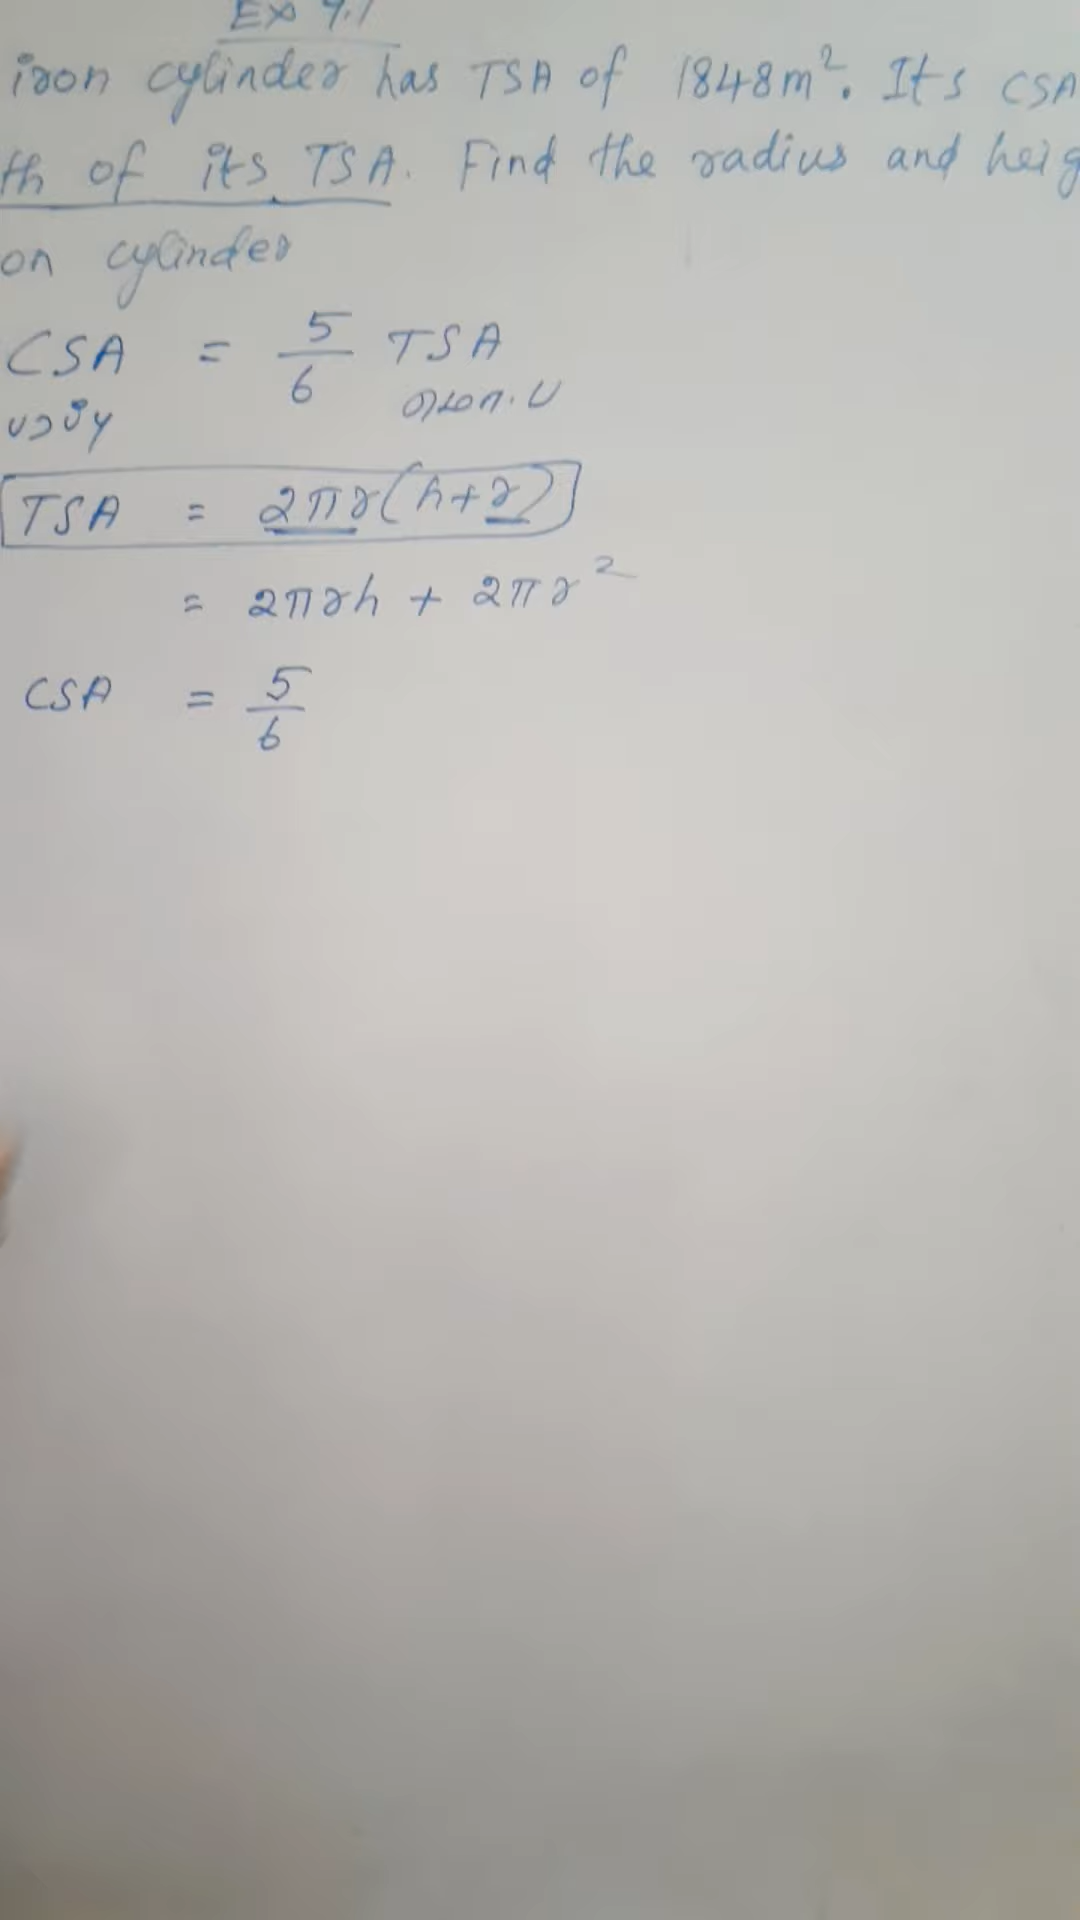 Ex 7.1
iron cylinder has TSA of 1848m². Its CSA
th of its TSA. Find the radius and heig
on cylinder
CSA = 5/6 TSA
TSA = 2πr(h+r)
= 2πrh + 2πr²
CSA = 5/6